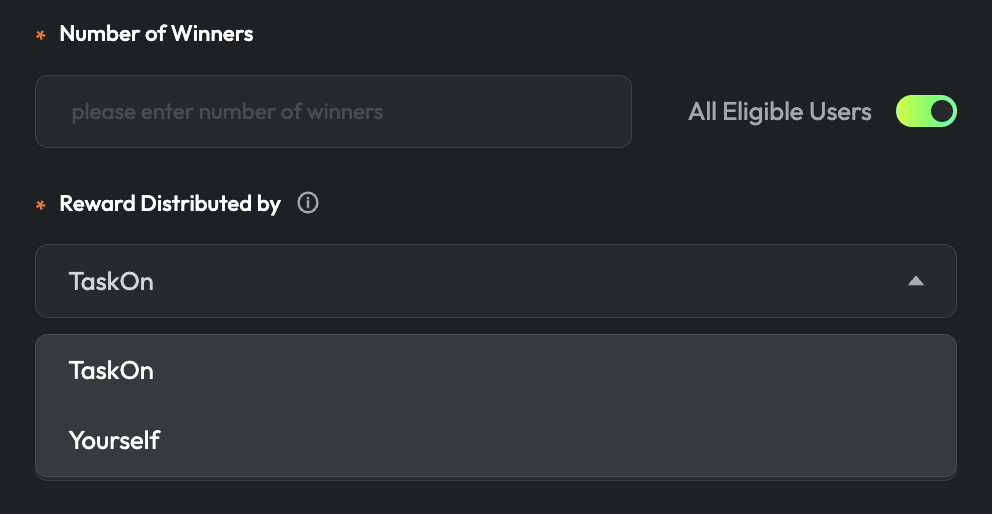 * Number of Winners
please enter number of winners
All Eligible Users
* Reward Distributed by
TaskOn
TaskOn
Yourself